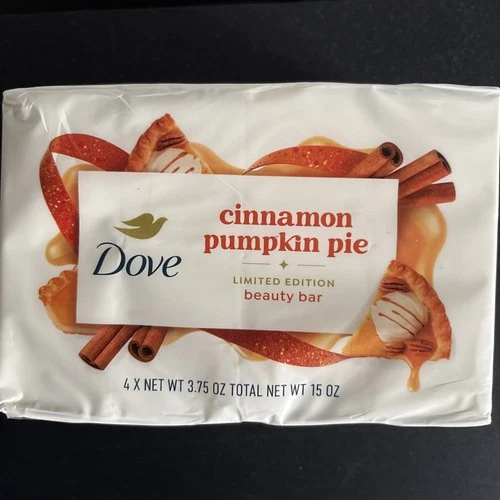 Dove
cinnamon
pumpkin pie
LIMITED EDITION
beauty bar
4 X NET WT 3.75 OZ TOTAL NET WT 15 OZ